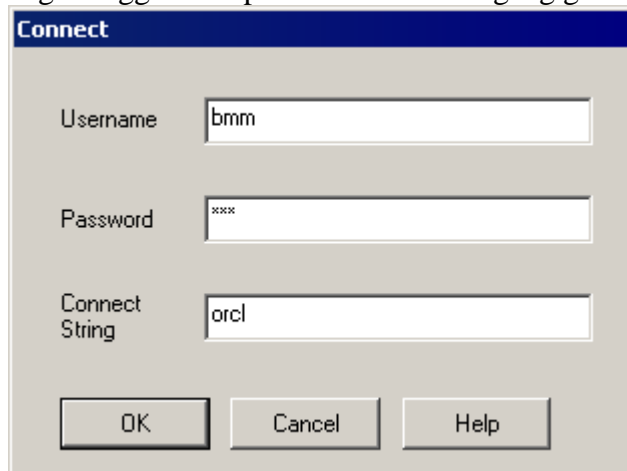 Connect
Username bmm
Password ***
Connect
String
orcl
OK Cancel Help